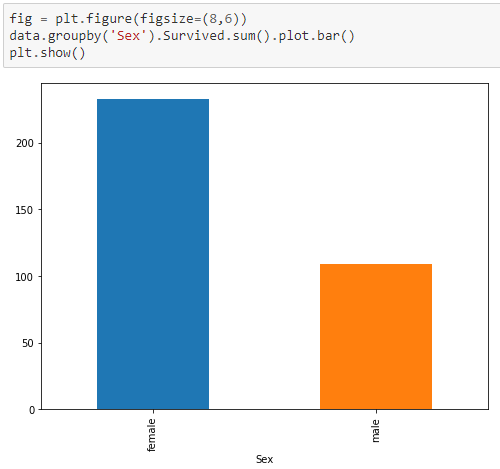 fig = plt.figure(figsize=(8,6))
data.groupby('Sex').Survived.sum().plot.bar()
plt.show()
200
150
100
50
0
female
male
Sex